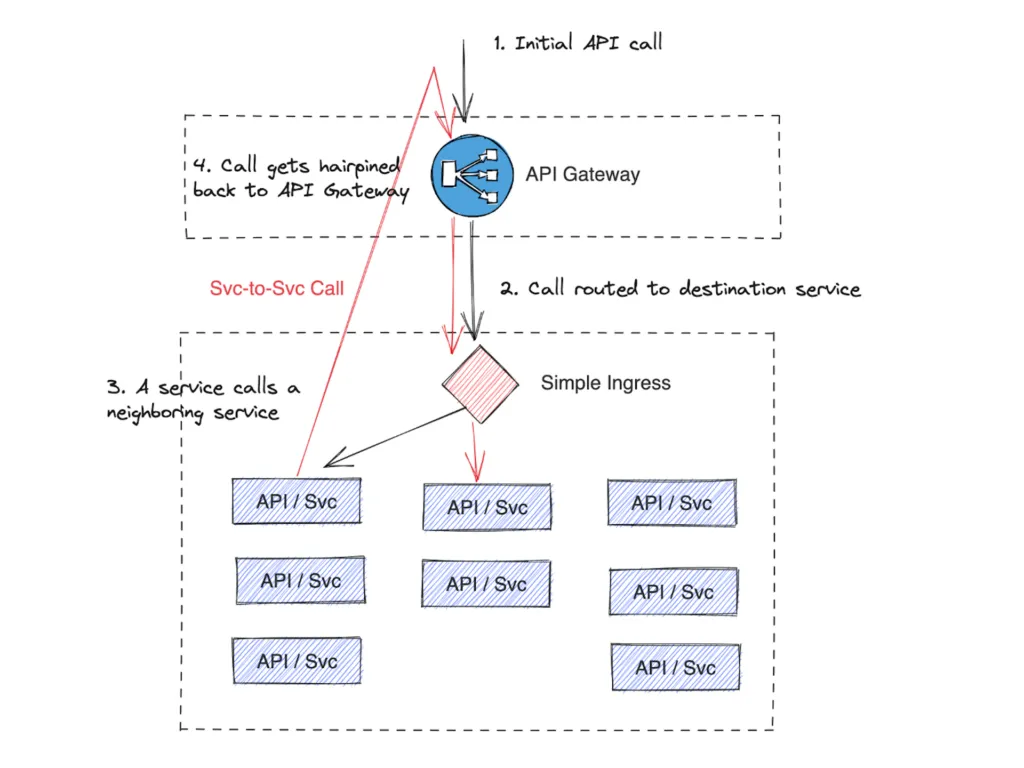 1. Initial API call
4. Call gets hairpined
back to API Gateway
API Gateway
Svc-to-Svc Call
2. Call routed to destination service
3. A service calls a
neighboring service
Simple Ingress
API / Svc
API / Svc
API / Svc
API / Svc
API / Svc
API / Svc
API / Svc
API / Svc